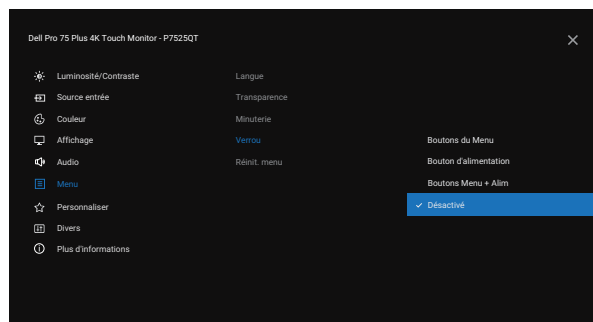 Dell Pro 75 Plus 4K Touch Monitor - P7525QT
Luminosité/Contraste
Langue
Source entrée
Transparence
Couleur
Minuterie
Affichage
Verrou
Boutons du Menu
Audio
Réinit. menu
Bouton d'alimentation
Menu
Boutons Menu + Alim
Personnaliser
Désactivé
Divers
Plus d'informations